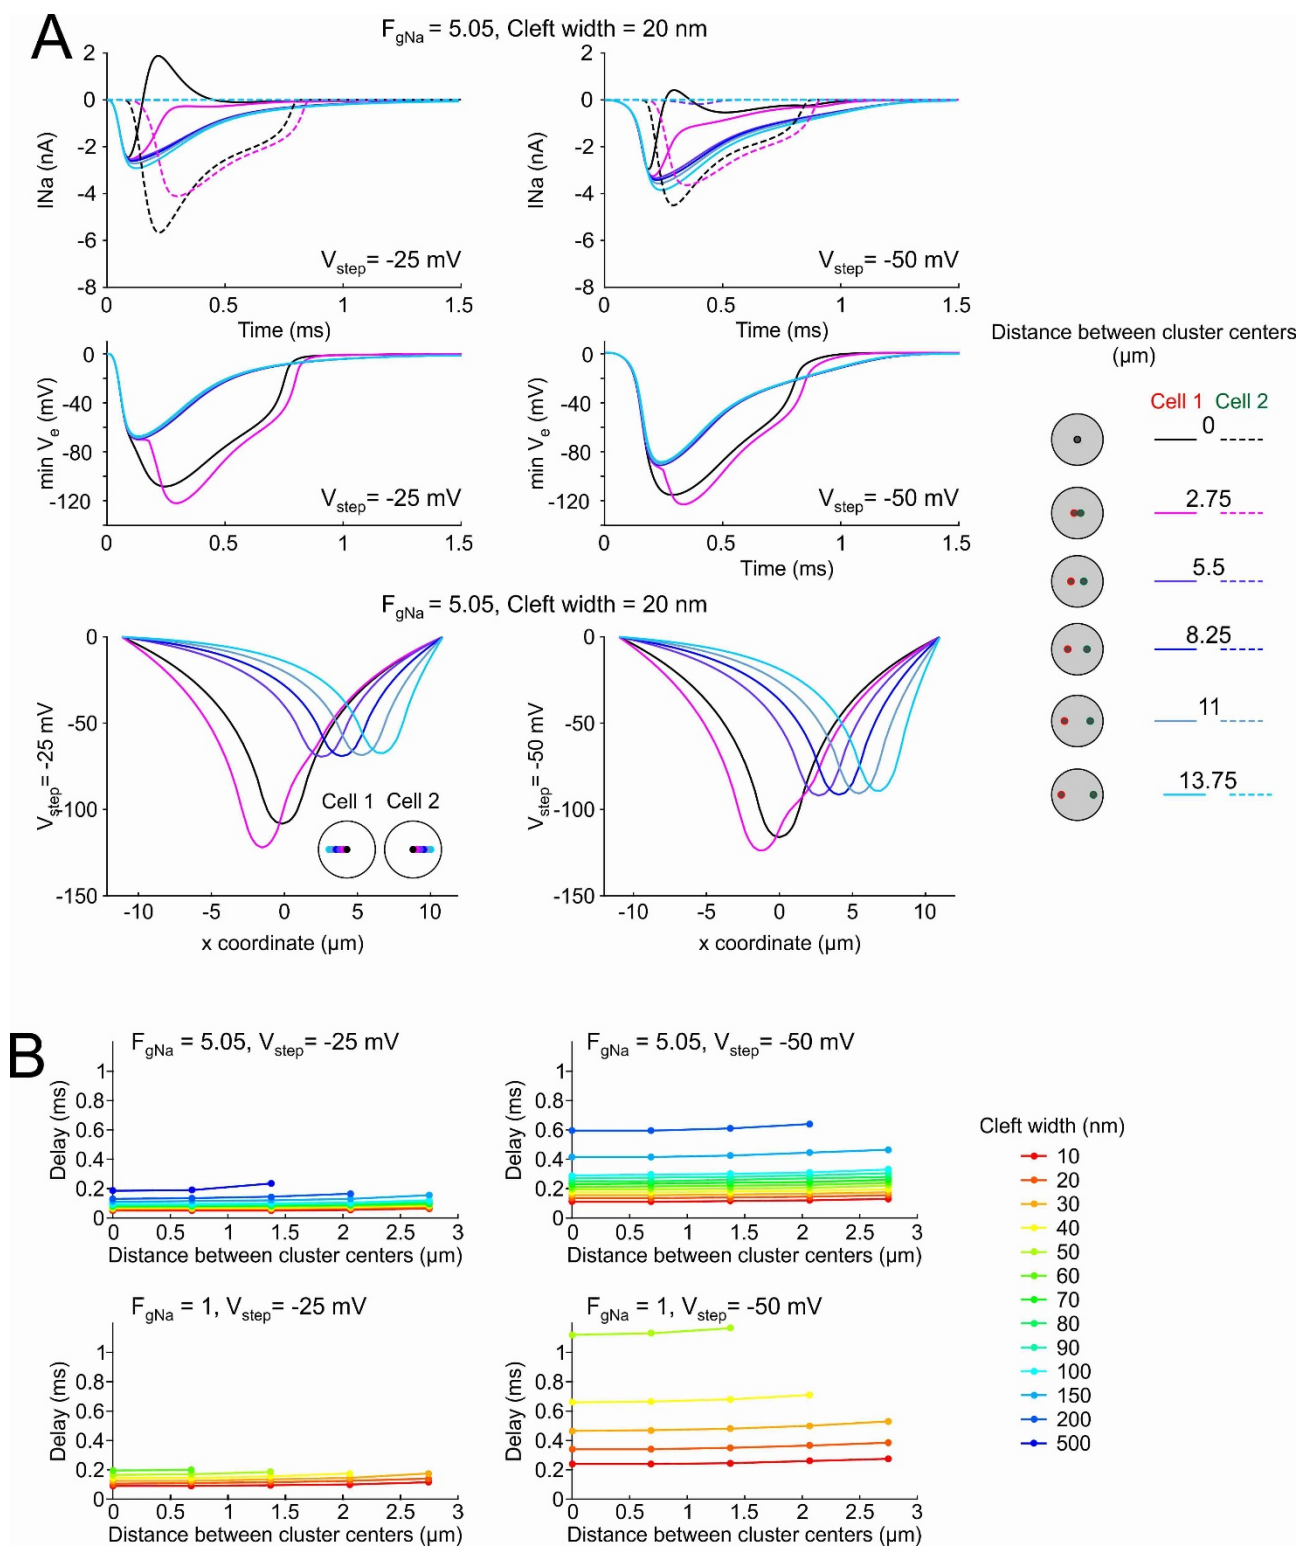 A
F_gNa = 5.05, Cleft width = 20 nm
2
0
-2
-4
-6
-8
INa (nA)
V_step= -25 mV
0 0.5 1 1.5
Time (ms)
2
0
-2
-4
-6
-8
INa (nA)
V_step= -50 mV
0 0.5 1 1.5
Time (ms)
0
-40
-80
-120
min V_e (mV)
V_step= -25 mV
0 0.5 1 1.5
0
-40
-80
-120
min V_e (mV)
V_step= -50 mV
0 0.5 1 1.5
Time (ms)
Distance between cluster centers
(µm)
Cell 1 Cell 2
0
2.75
5.5
8.25
11
13.75
F_gNa = 5.05, Cleft width = 20 nm
0
-50
-100
-150
V_step= -25 mV
Cell 1 Cell 2
-10 -5 0 5 10
x coordinate (µm)
0
-50
-100
-150
V_step= -50 mV
-10 -5 0 5 10
x coordinate (µm)
B
F_gNa = 5.05, V_step= -25 mV
1
0.8
0.6
0.4
0.2
0
Delay (ms)
0 0.5 1 1.5 2 2.5 3
Distance between cluster centers (µm)
F_gNa = 5.05, V_step= -50 mV
1
0.8
0.6
0.4
0.2
0
Delay (ms)
0 0.5 1 1.5 2 2.5 3
Distance between cluster centers (µm)
F_gNa = 1, V_step= -25 mV
1
0.8
0.6
0.4
0.2
0
Delay (ms)
0 0.5 1 1.5 2 2.5 3
Distance between cluster centers (µm)
F_gNa = 1, V_step= -50 mV
1
0.8
0.6
0.4
0.2
0
Delay (ms)
0 0.5 1 1.5 2 2.5 3
Distance between cluster centers (µm)
Cleft width (nm)
10
20
30
40
50
60
70
80
90
100
150
200
500